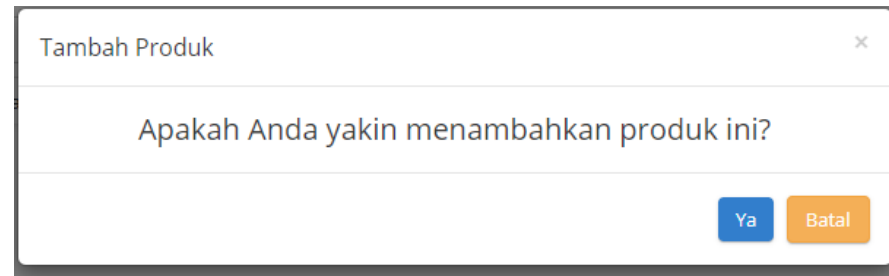 Tambah Produk ×
Apakah Anda yakin menambahkan produk ini?
Ya Batal